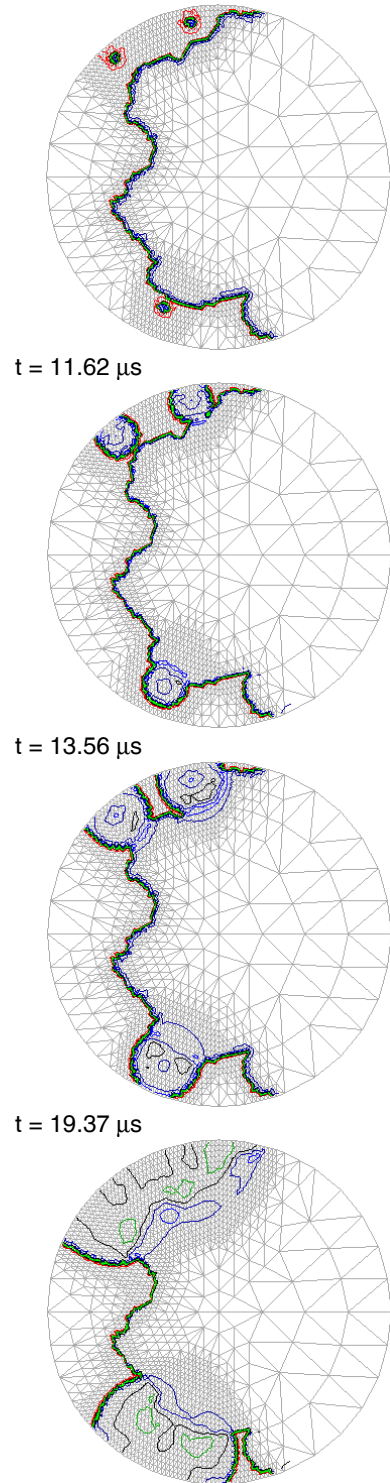 t = 11.62 μs
t = 13.56 μs
t = 19.37 μs